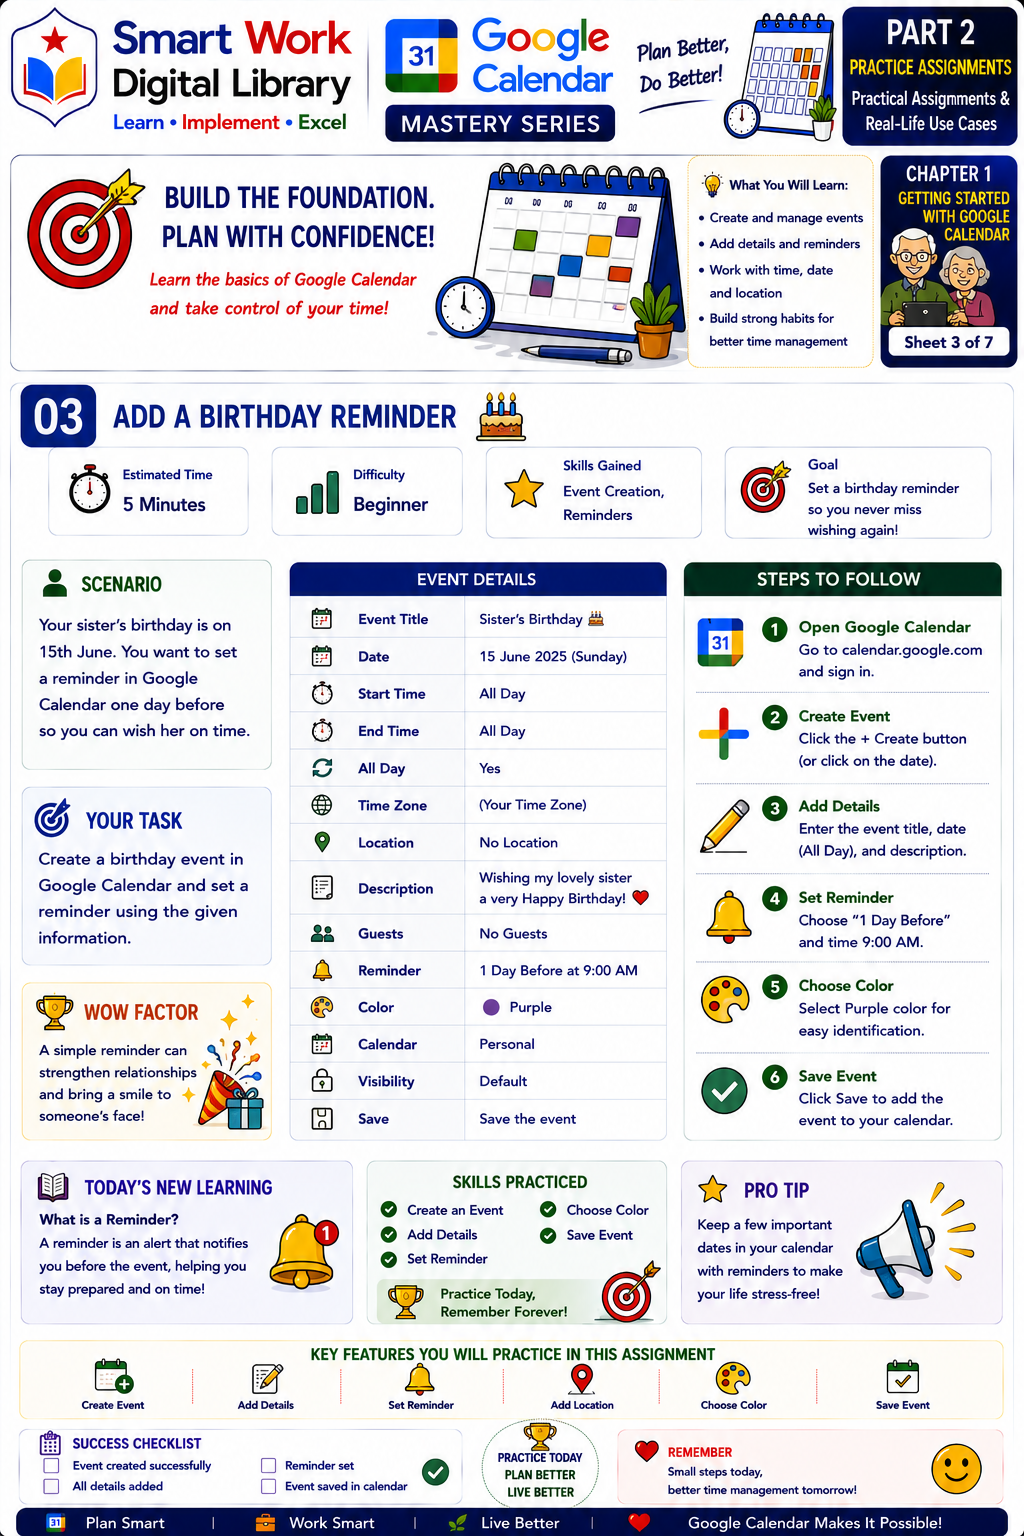 Smart Work
Digital Library
Learn • Implement • Excel
31
Google
Calendar
MASTERY SERIES
Plan Better,
Do Better!
PART 2
PRACTICE ASSIGNMENTS
Practical Assignments &
Real-Life Use Cases
BUILD THE FOUNDATION.
PLAN WITH CONFIDENCE!
Learn the basics of Google Calendar
and take control of your time!
What You Will Learn:
• Create and manage events
• Add details and reminders
• Work with time, date
and location
• Build strong habits for
better time management
CHAPTER 1
GETTING STARTED
WITH GOOGLE
CALENDAR
Sheet 3 of 7
03
ADD A BIRTHDAY REMINDER
Estimated Time
5 Minutes
Difficulty
Beginner
Skills Gained
Event Creation,
Reminders
Goal
Set a birthday reminder
so you never miss
wishing again!
SCENARIO
Your sister's birthday is on
15th June. You want to set
a reminder in Google
Calendar one day before
so you can wish her on time.
YOUR TASK
Create a birthday event in
Google Calendar and set a
reminder using the given
information.
WOW FACTOR
A simple reminder can
strengthen relationships
and bring a smile to
someone's face!
EVENT DETAILS
Event Title Sister's Birthday 🎂
Date 15 June 2025 (Sunday)
Start Time All Day
End Time All Day
All Day Yes
Time Zone (Your Time Zone)
Location No Location
Description Wishing my lovely sister
a very Happy Birthday! ❤️
Guests No Guests
Reminder 1 Day Before at 9:00 AM
Color Purple
Calendar Personal
Visibility Default
Save Save the event
STEPS TO FOLLOW
31
1 Open Google Calendar
Go to calendar.google.com
and sign in.
2 Create Event
Click the + Create button
(or click on the date).
3 Add Details
Enter the event title, date
(All Day), and description.
4 Set Reminder
Choose "1 Day Before"
and time 9:00 AM.
5 Choose Color
Select Purple color for
easy identification.
6 Save Event
Click Save to add the
event to your calendar.
TODAY'S NEW LEARNING
What is a Reminder?
A reminder is an alert that notifies
you before the event, helping you
stay prepared and on time!
1
SKILLS PRACTICED
Create an Event
Choose Color
Add Details
Save Event
Set Reminder
Practice Today,
Remember Forever!
PRO TIP
Keep a few important
dates in your calendar
with reminders to make
your life stress-free!
KEY FEATURES YOU WILL PRACTICE IN THIS ASSIGNMENT
Create Event
Add Details
Set Reminder
Add Location
Choose Color
Save Event
SUCCESS CHECKLIST
Event created successfully
Reminder set
All details added
Event saved in calendar
PRACTICE TODAY
PLAN BETTER
LIVE BETTER
REMEMBER
Small steps today,
better time management tomorrow!
31 Plan Smart | Work Smart | Live Better | Google Calendar Makes It Possible!